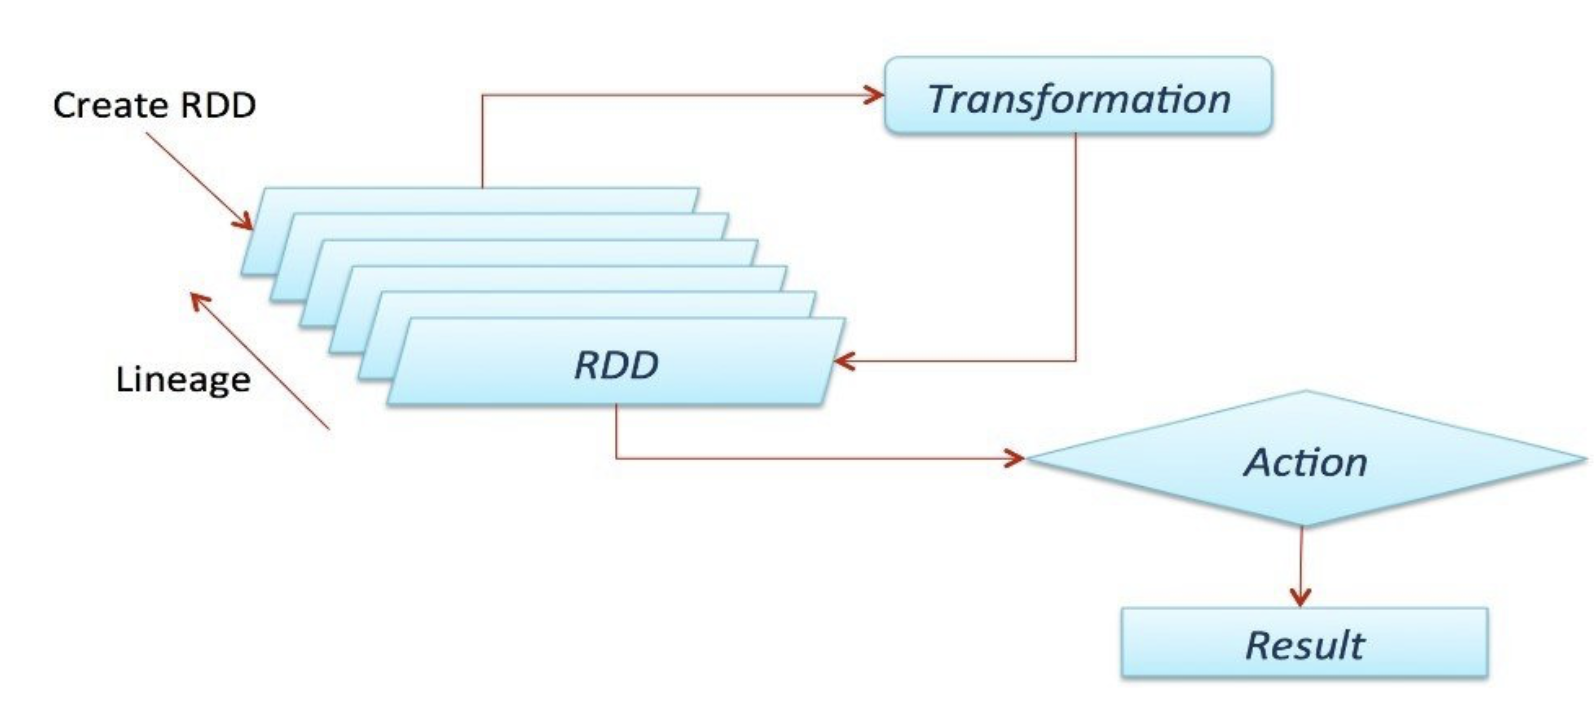 Create RDD
Transformation
RDD
Lineage
Action
Result